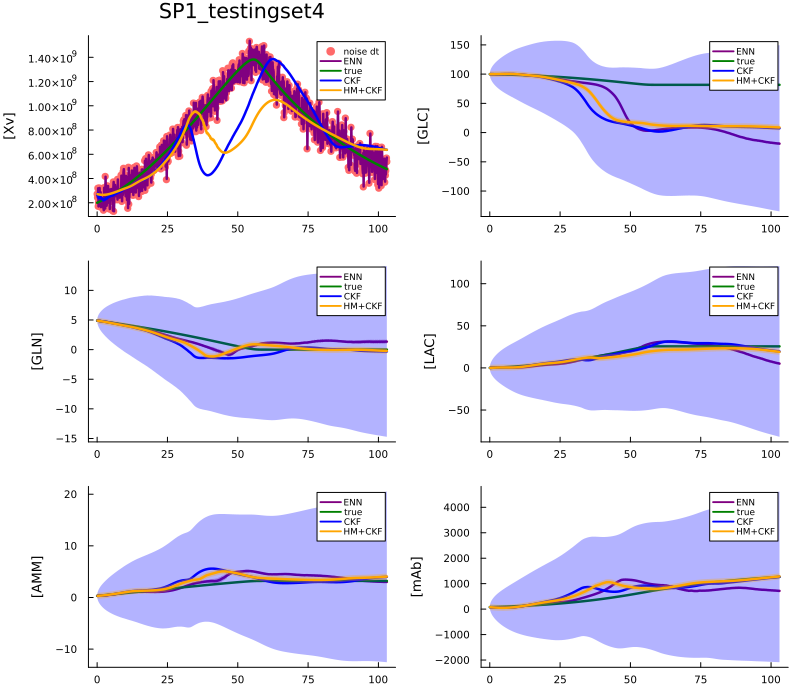 SP1_testingset4
[Xv]
1.40×10⁹
1.20×10⁹
1.00×10⁹
8.00×10⁸
6.00×10⁸
4.00×10⁸
2.00×10⁸
0 25 50 75 100
noise dt
ENN
true
CKF
HM+CKF
[GLC]
150
100
50
0
−50
−100
0 25 50 75 100
ENN
true
CKF
HM+CKF
[GLN]
10
5
0
−5
−10
−15
0 25 50 75 100
ENN
true
CKF
HM+CKF
[LAC]
100
50
0
−50
0 25 50 75 100
ENN
true
CKF
HM+CKF
[AMM]
20
10
0
−10
0 25 50 75 100
ENN
true
CKF
HM+CKF
[mAb]
4000
3000
2000
1000
0
−1000
−2000
0 25 50 75 100
ENN
true
CKF
HM+CKF